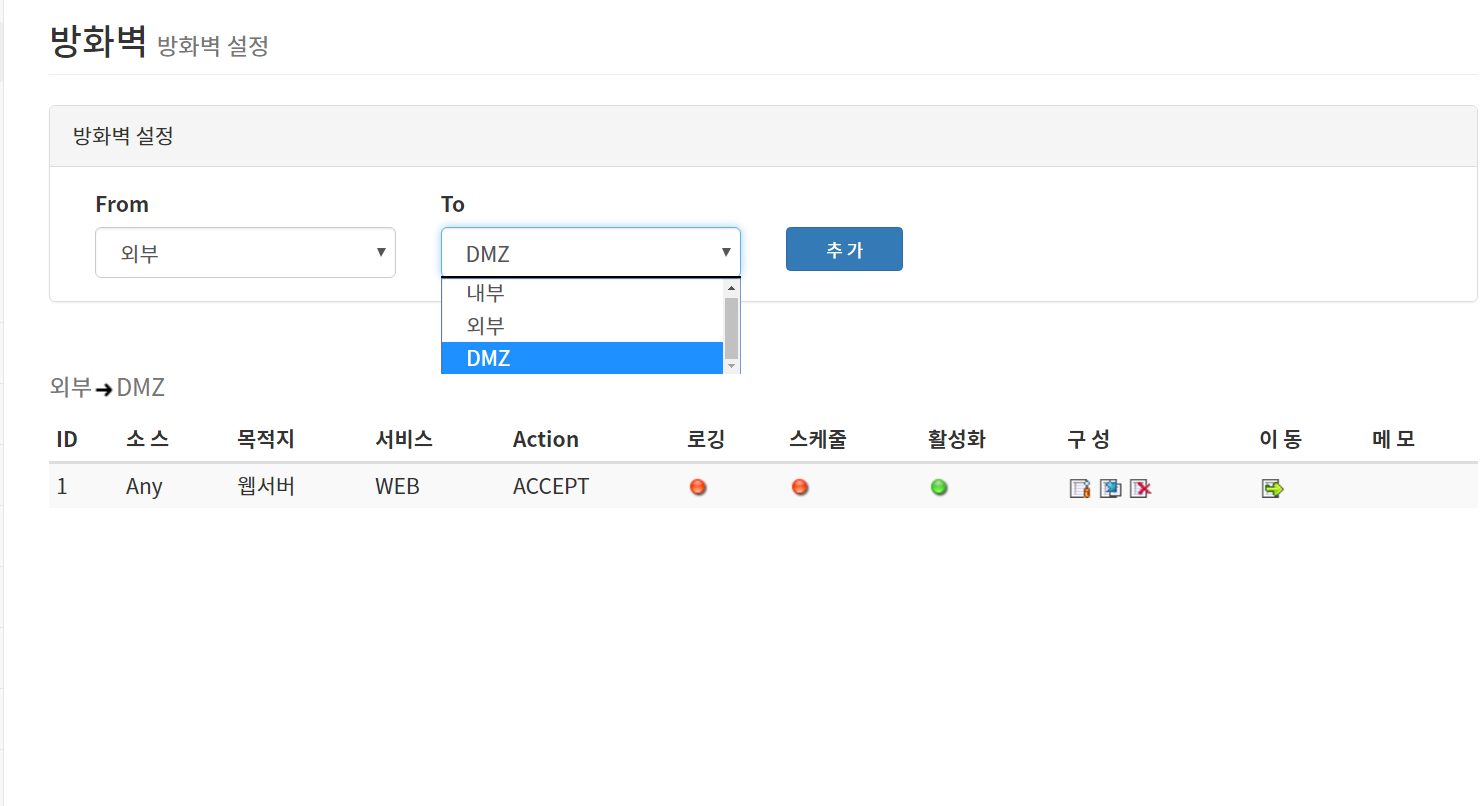 방화벽 방화벽 설정
방화벽 설정
From To
외부 DMZ 추 가
내부
외부
DMZ
외부 DMZ
ID 소 스 목적지 서비스 Action 로깅 스케줄 활성화 구 성 이 동 메 모
1 Any 웹서버 WEB ACCEPT